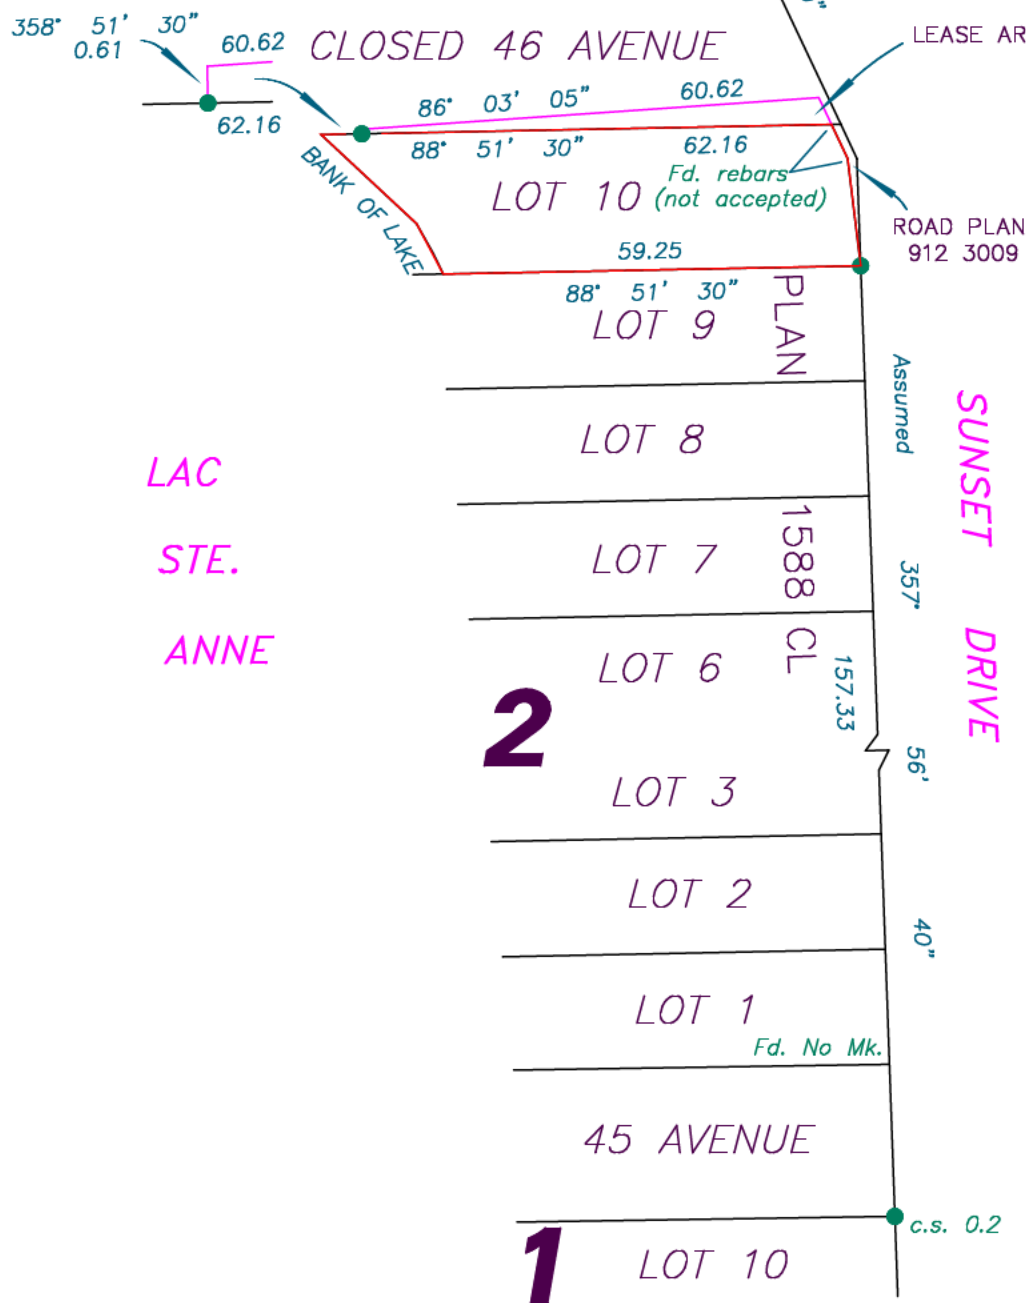 358° 51' 30"
0.61
60.62
62.16
CLOSED 46 AVENUE
LEASE AR
86° 03' 05" 60.62
88° 51' 30" 62.16
BANK OF LAKE
LOT 10
Fd. rebars
(not accepted)
ROAD PLAN
912 3009
59.25
88° 51' 30"
LOT 9
PLAN 1588 CL
LOT 8
LOT 7
LOT 6
Assumed 357° 56' 40"
157.33
SUNSET DRIVE
LAC
STE.
ANNE
2
LOT 3
LOT 2
LOT 1
Fd. No Mk.
45 AVENUE
c.s. 0.2
1
LOT 10